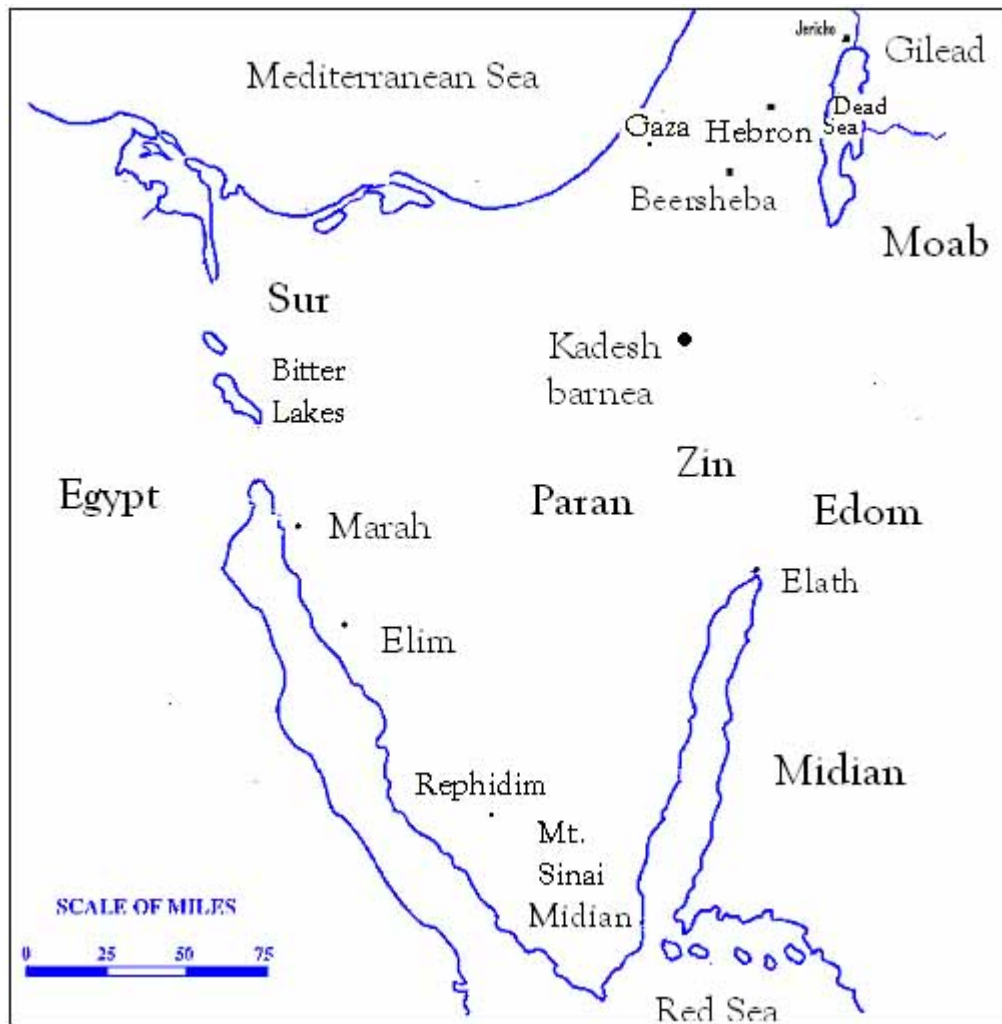 Mediterranean Sea
Jericho
Gilead
Dead
Sea
Gaza
Hebron
Beersheba
Moab
Sur
Kadesh
barnea
Bitter
Lakes
Zin
Egypt
Paran
Edom
Marah
Elath
Elim
Midian
Rephidim
Mt.
Sinai
Midian
SCALE OF MILES
0 25 50 75
Red Sea